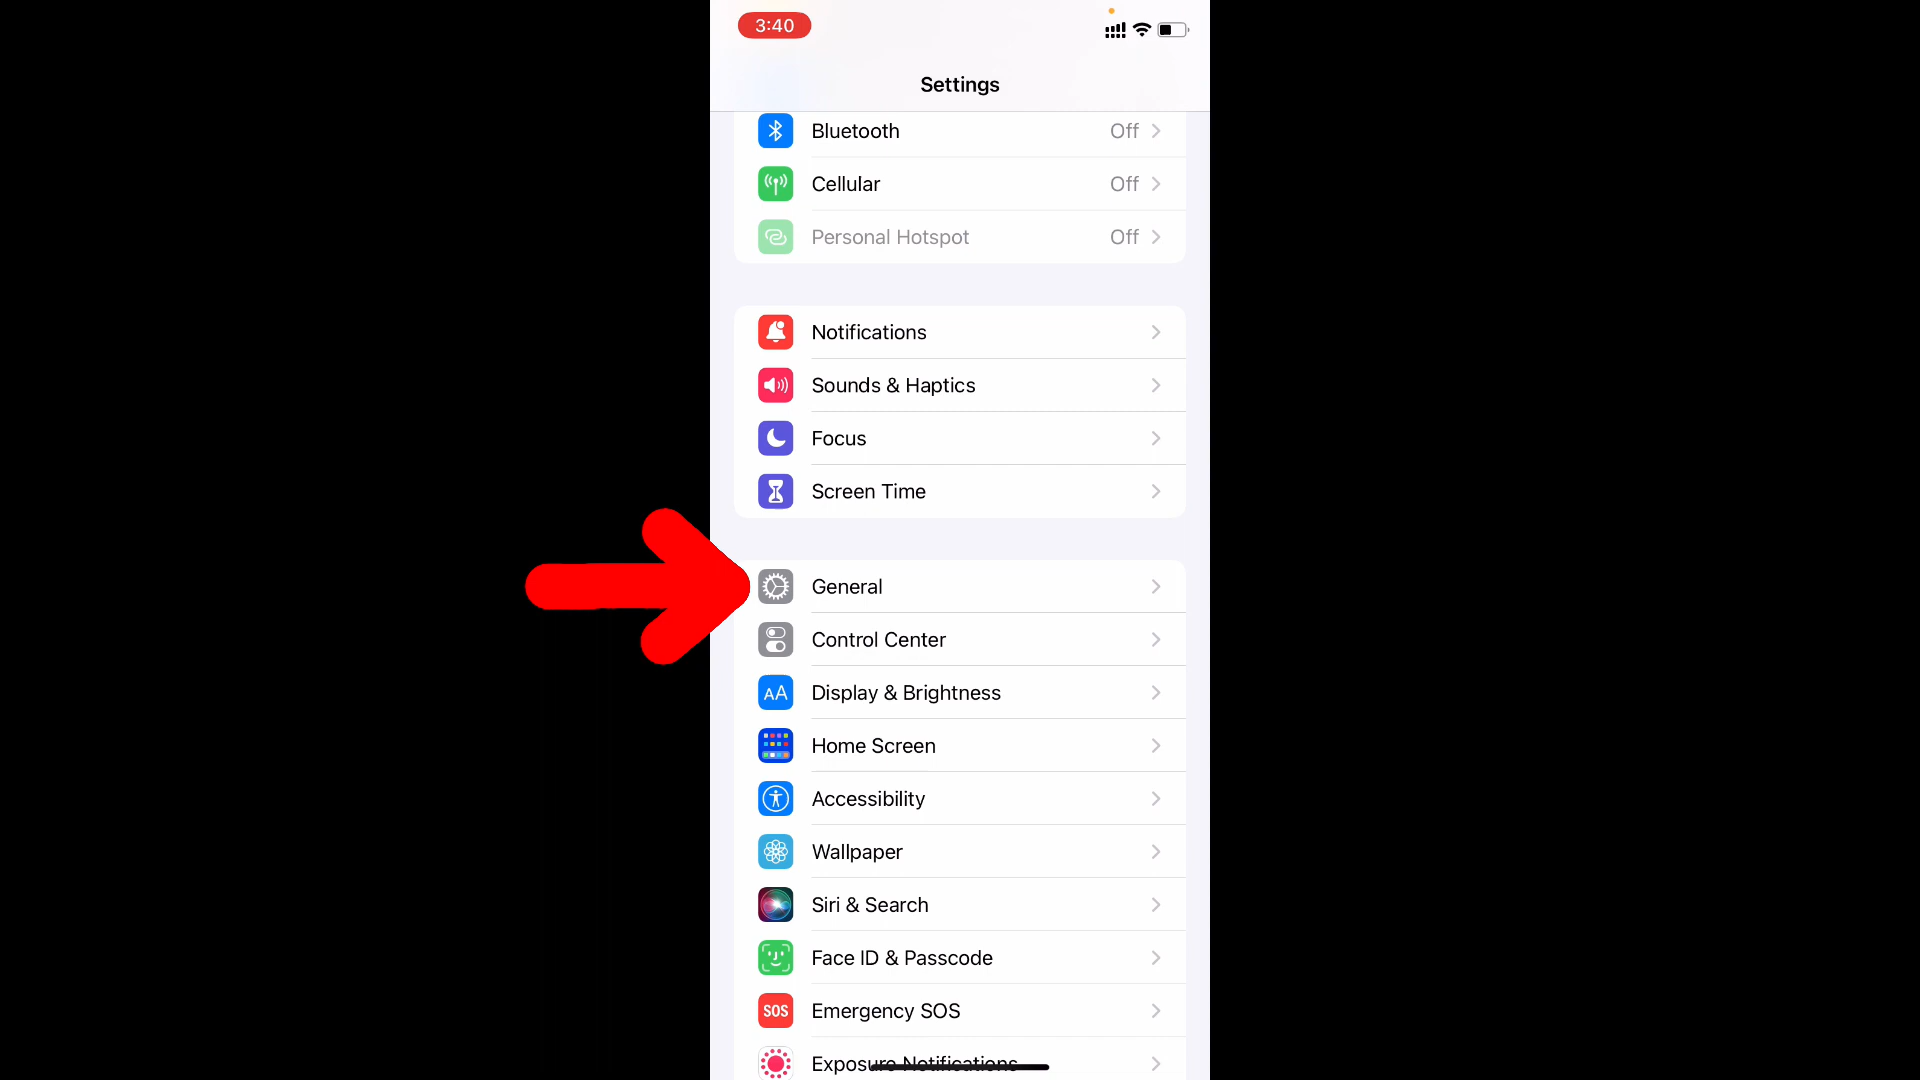 3:40
Settings
Bluetooth Off
Cellular Off
Personal Hotspot Off
Notifications
Sounds & Haptics
Focus
Screen Time
General
Control Center
AA Display & Brightness
Home Screen
Accessibility
Wallpaper
Siri & Search
Face ID & Passcode
SOS Emergency SOS
Exposure Notifications